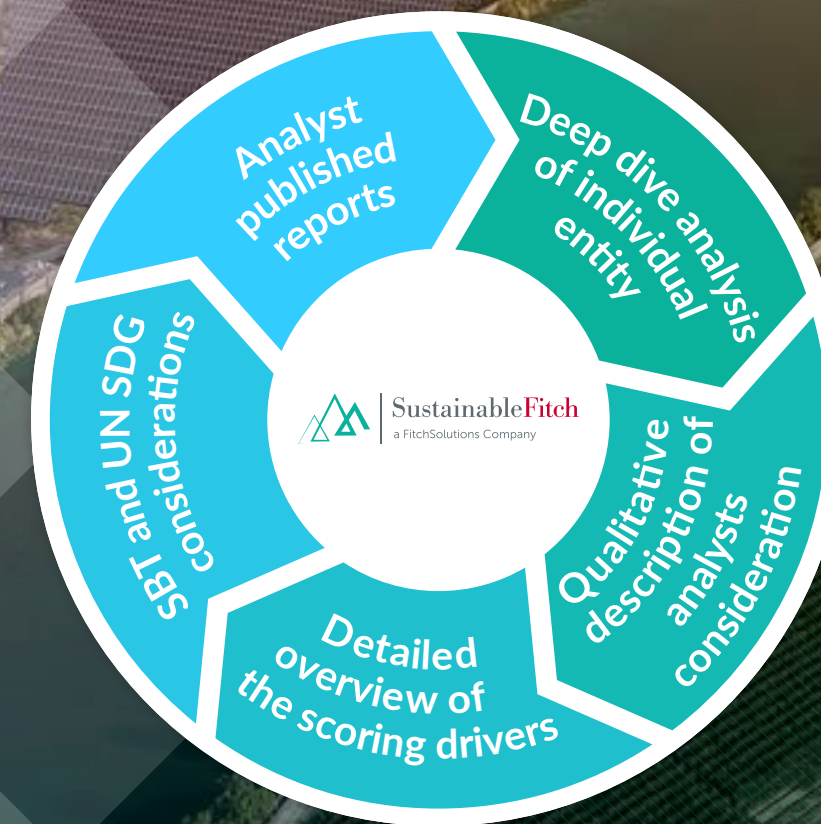 Analyst
published
reports
Deep dive analysis
of individual
entity
Qualitative
description of
analysts
consideration
Detailed
overview of
the scoring drivers
SBT and UN SDG
considerations
SustainableFitch
a FitchSolutions Company